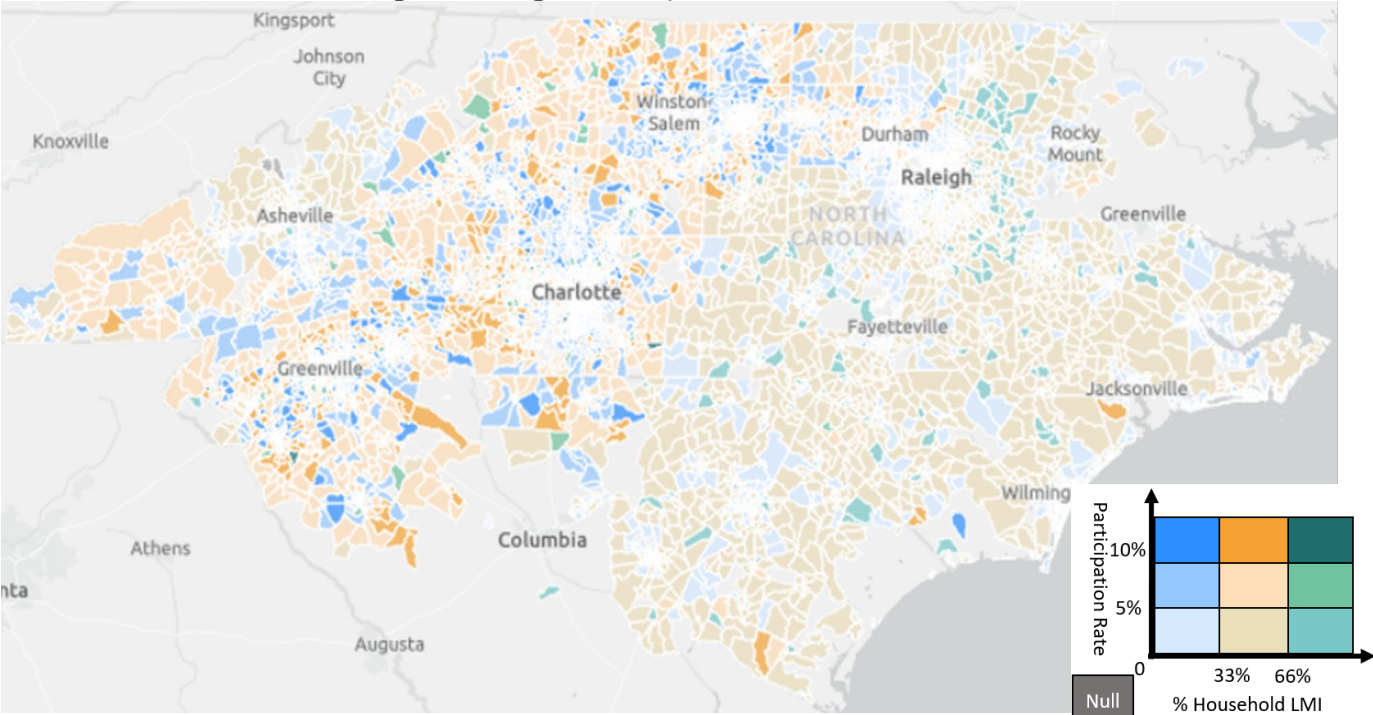 Kingsport
Johnson
City
Knoxville
Winston-
Salem
Durham
Rocky
Mount
Raleigh
Asheville
NORTH
CAROLINA
Greenville
Charlotte
Fayetteville
Greenville
Jacksonville
Wilming
Columbia
Athens
nta
Augusta
Participation Rate
10%
5%
0
33%
66%
% Household LMI
Null